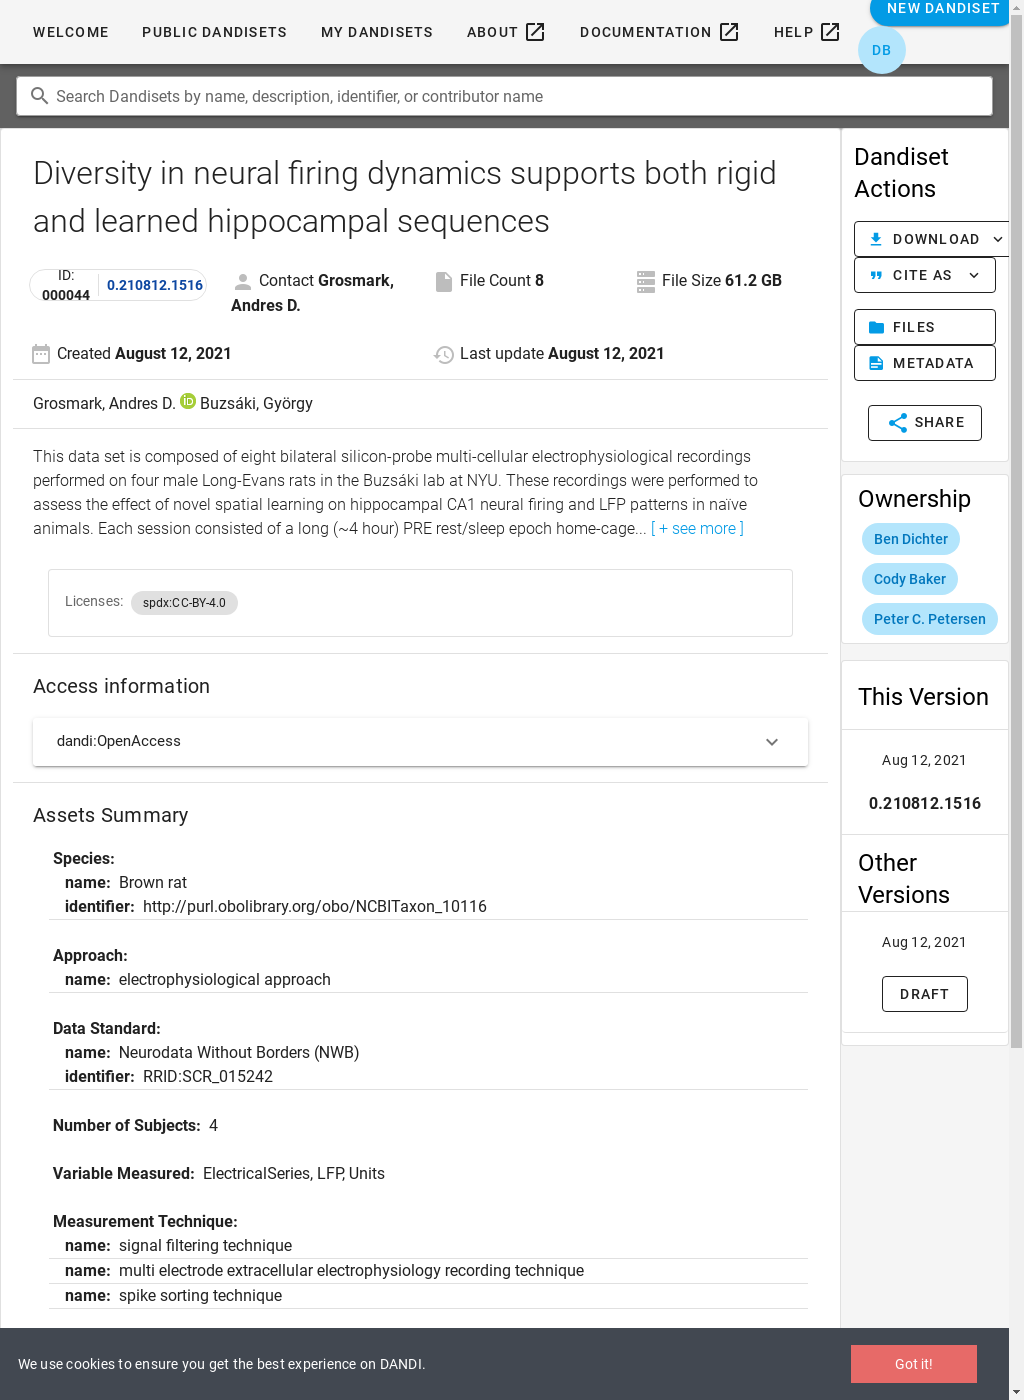 WELCOME PUBLIC DANDISETS MY DANDISETS ABOUT DOCUMENTATION HELP NEW DANDISET
DB
Search Dandisets by name, description, identifier, or contributor name
Diversity in neural firing dynamics supports both rigid
and learned hippocampal sequences
ID:
000044 0.210812.1516
Contact Grosmark,
Andres D.
File Count 8
File Size 61.2 GB
Created August 12, 2021
Last update August 12, 2021
Grosmark, Andres D. iD Buzsáki, György
This data set is composed of eight bilateral silicon-probe multi-cellular electrophysiological recordings
performed on four male Long-Evans rats in the Buzsáki lab at NYU. These recordings were performed to
assess the effect of novel spatial learning on hippocampal CA1 neural firing and LFP patterns in naïve
animals. Each session consisted of a long (~4 hour) PRE rest/sleep epoch home-cage... [ + see more ]
Licenses: spdx:CC-BY-4.0
Access information
dandi:OpenAccess
Assets Summary
Species:
name: Brown rat
identifier: http://purl.obolibrary.org/obo/NCBITaxon_10116
Approach:
name: electrophysiological approach
Data Standard:
name: Neurodata Without Borders (NWB)
identifier: RRID:SCR_015242
Number of Subjects: 4
Variable Measured: ElectricalSeries, LFP, Units
Measurement Technique:
name: signal filtering technique
name: multi electrode extracellular electrophysiology recording technique
name: spike sorting technique
Dandiset
Actions
DOWNLOAD
CITE AS
FILES
METADATA
SHARE
Ownership
Ben Dichter
Cody Baker
Peter C. Petersen
This Version
Aug 12, 2021
0.210812.1516
Other
Versions
Aug 12, 2021
DRAFT
We use cookies to ensure you get the best experience on DANDI.
Got it!